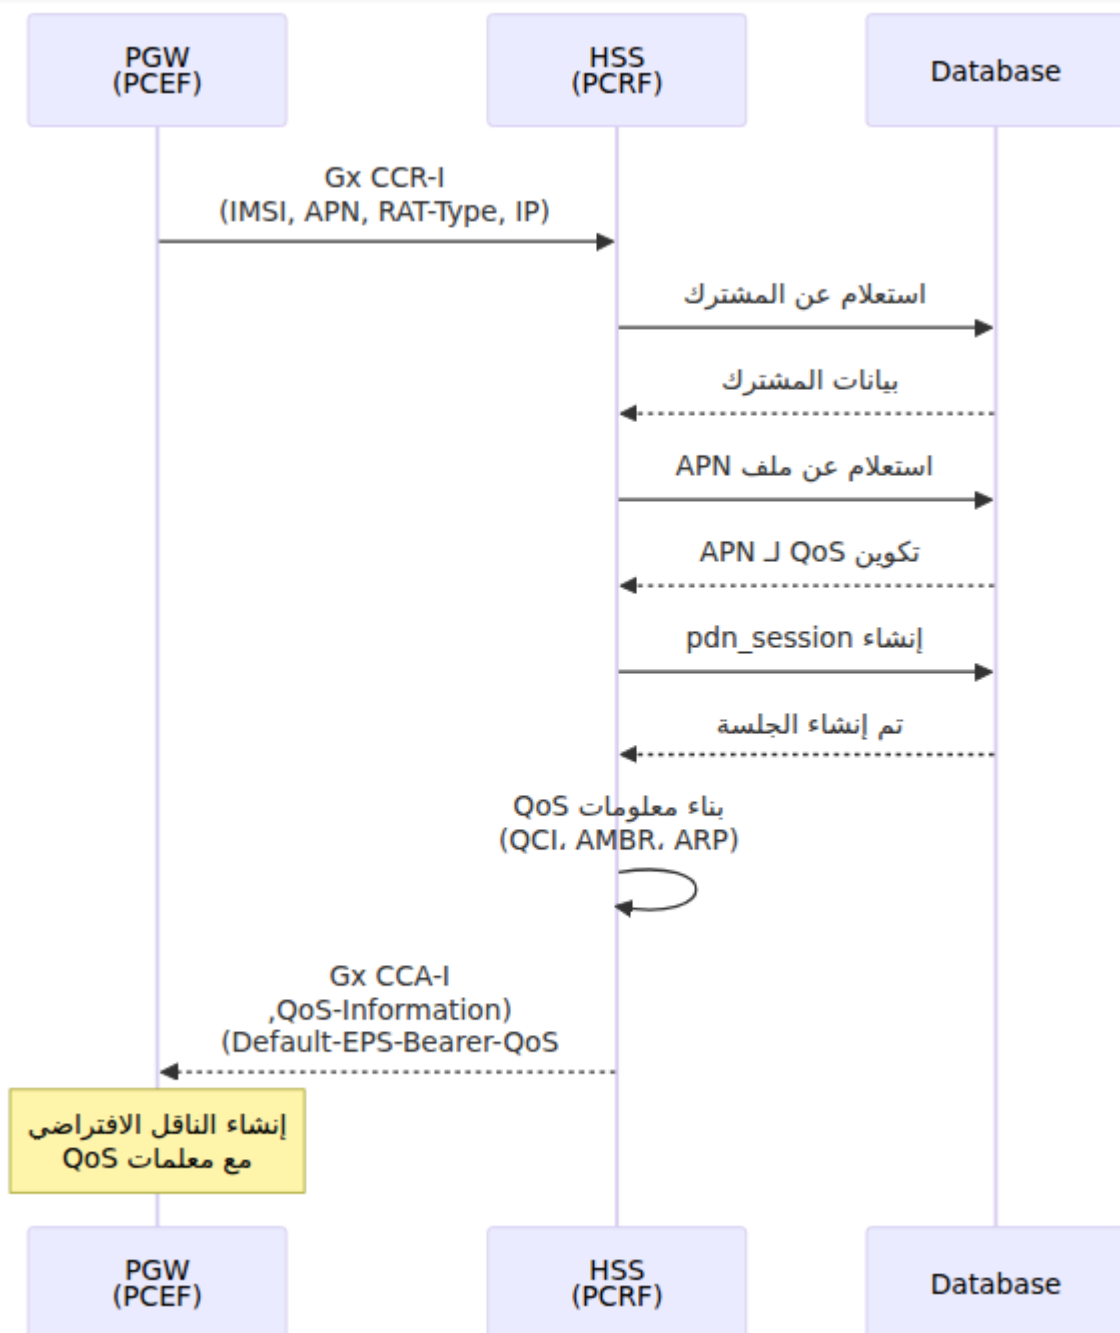 PGW
(PCEF)
HSS
(PCRF)
Database
Gx CCR-I
(IMSI, APN, RAT-Type, IP)
استعلام عن المشترك
بيانات المشترك
استعلام عن ملف APN
تكوين QoS لـ APN
إنشاء pdn_session
تم إنشاء الجلسة
بناء معلومات QoS
(QCI، AMBR، ARP)
Gx CCA-I
,QoS-Information)
(Default-EPS-Bearer-QoS
إنشاء الناقل الافتراضي
مع معلمات QoS
PGW
(PCEF)
HSS
(PCRF)
Database